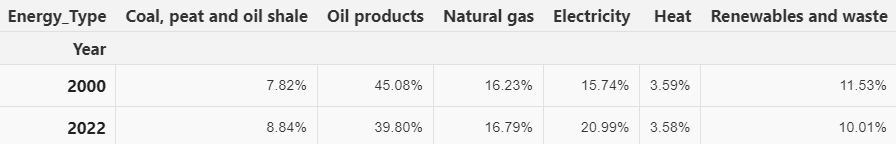 Energy_Type Coal, peat and oil shale Oil products Natural gas Electricity Heat Renewables and waste
Year
2000 7.82% 45.08% 16.23% 15.74% 3.59% 11.53%
2022 8.84% 39.80% 16.79% 20.99% 3.58% 10.01%